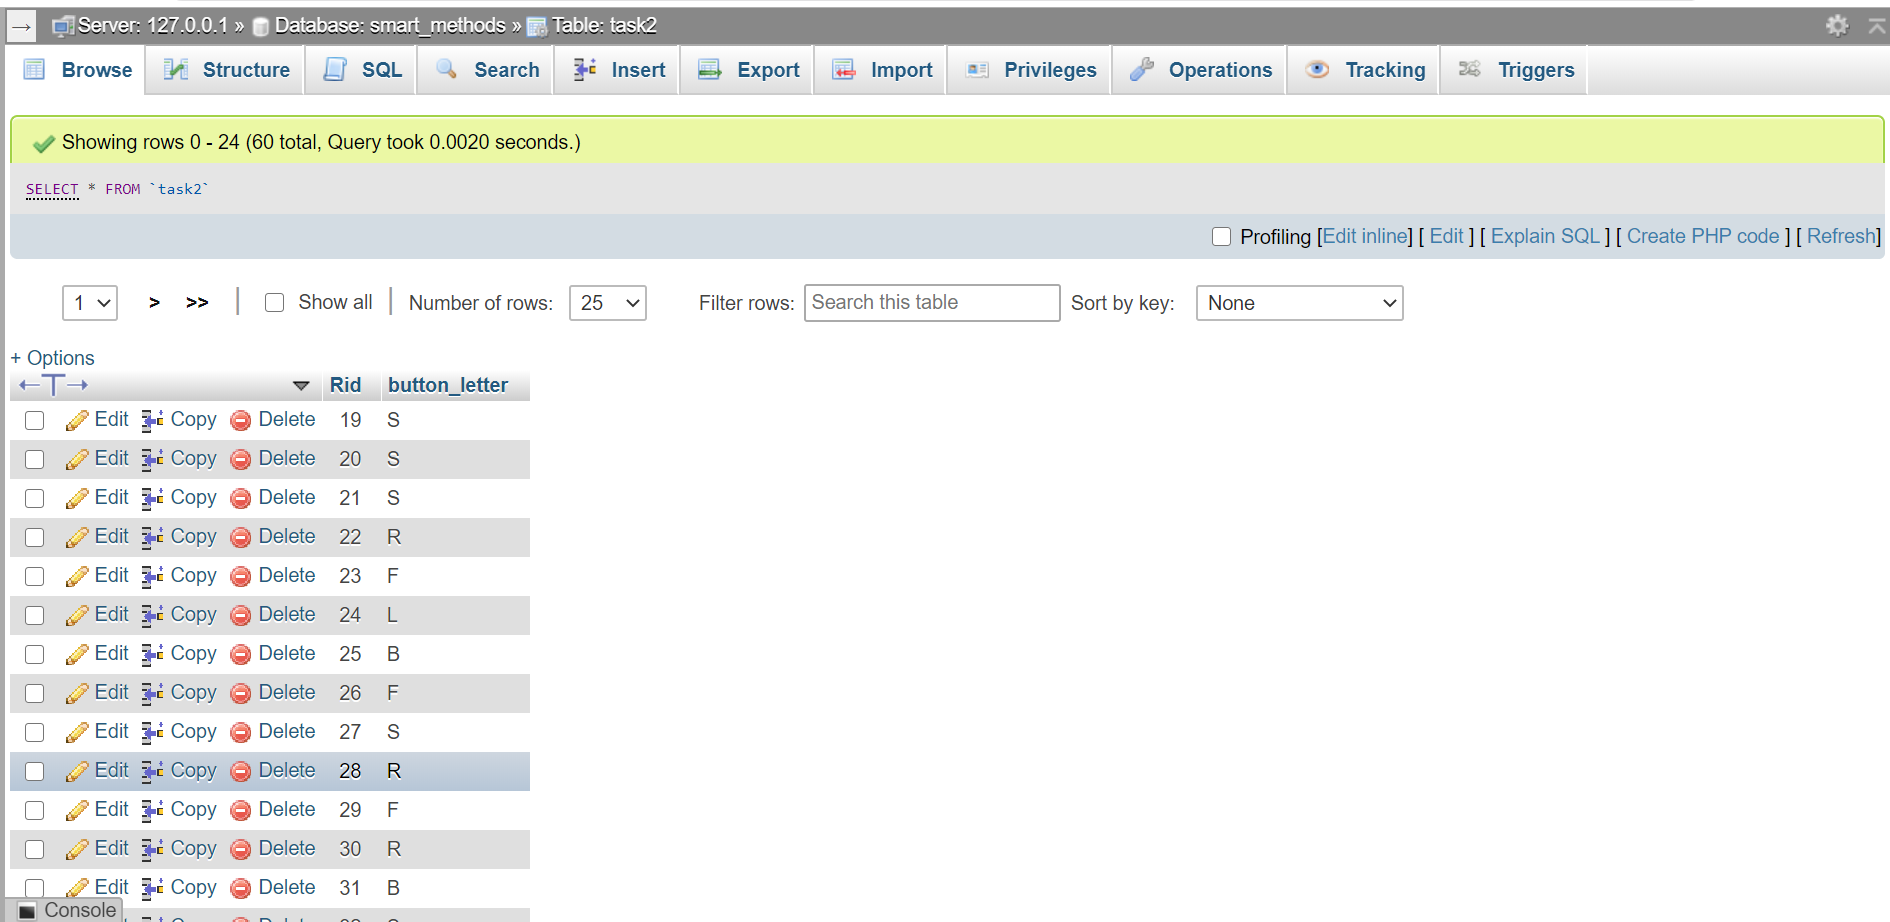 → Server: 127.0.0.1 » Database: smart_methods » Table: task2
Browse Structure SQL Search Insert Export Import Privileges Operations Tracking Triggers
Showing rows 0 - 24 (60 total, Query took 0.0020 seconds.)
SELECT * FROM `task2`
Profiling [Edit inline] [ Edit ] [ Explain SQL ] [ Create PHP code ] [ Refresh]
1 > >> | Show all | Number of rows: 25 Filter rows: Search this table Sort by key: None
+ Options
←T→ Rid button_letter
Edit Copy Delete 19 S
Edit Copy Delete 20 S
Edit Copy Delete 21 S
Edit Copy Delete 22 R
Edit Copy Delete 23 F
Edit Copy Delete 24 L
Edit Copy Delete 25 B
Edit Copy Delete 26 F
Edit Copy Delete 27 S
Edit Copy Delete 28 R
Edit Copy Delete 29 F
Edit Copy Delete 30 R
Edit Copy Delete 31 B
Console